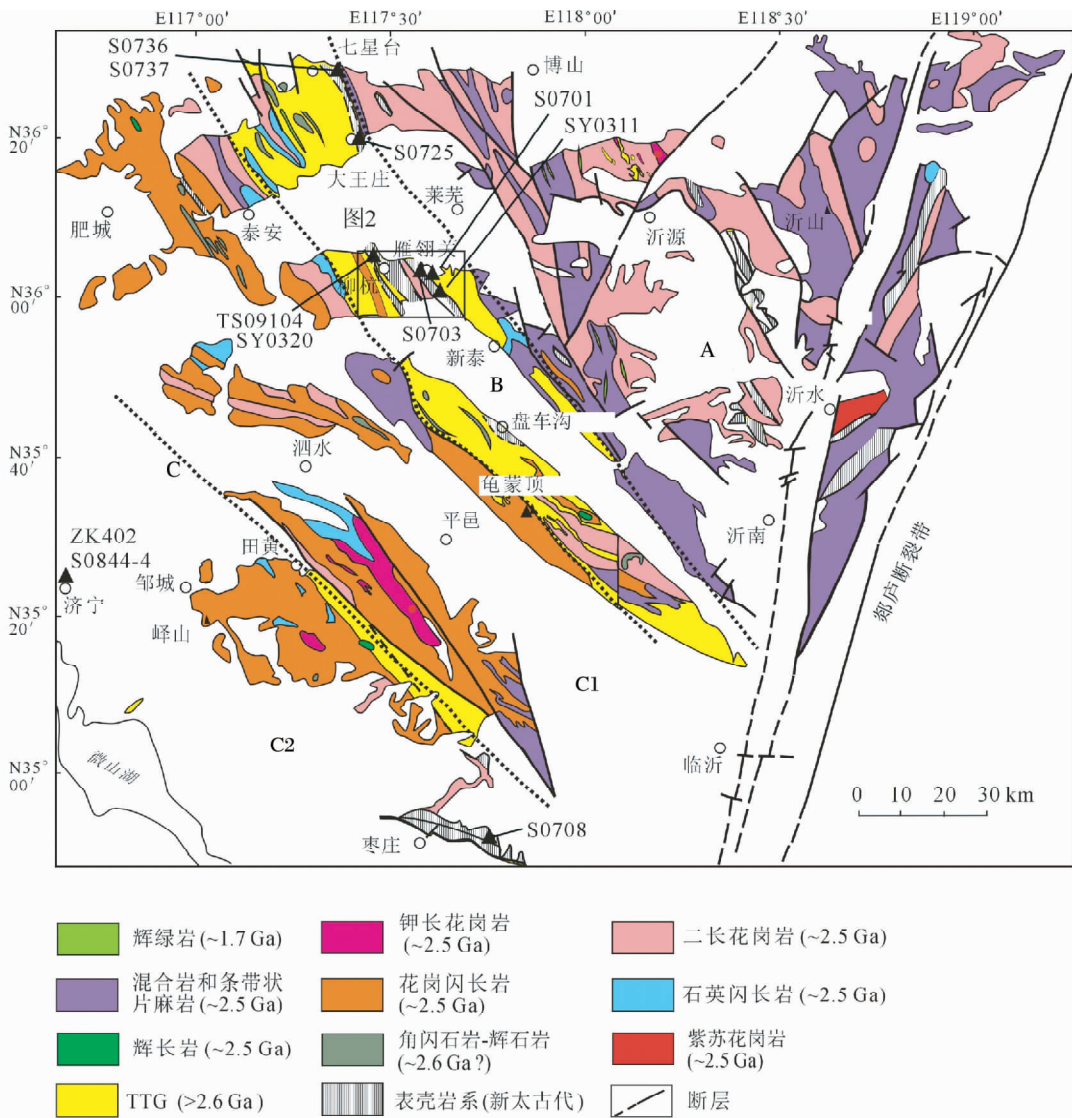 E117°00′ E117°30′ E118°00′ E118°30′ E119°00′
S0736
S0737
七星台
博山
S0701
SY0311
N36°
20′
S0725
大王庄
莱芜
图2
肥城
泰安
雁翎关
沂源
沂山
N36°
00′
柳杭
TS09104
SY0320
S0703
新泰
A
B
沂水
盘车沟
N35°
40′
泗水
C
龟蒙顶
平邑
沂南
郯庐断裂带
ZK402
S0844-4
田黄
邹城
济宁
N35°
20′
峄山
C1
C2
微山湖
临沂
N35°
00′
0 10 20 30 km
S0708
枣庄
辉绿岩 (~1.7 Ga)
钾长花岗岩
(~2.5 Ga)
二长花岗岩 (~2.5 Ga)
混合岩和条带状
片麻岩 (~2.5 Ga)
花岗闪长岩
(~2.5 Ga)
石英闪长岩 (~2.5 Ga)
辉长岩 (~2.5 Ga)
角闪石岩-辉石岩
(~2.6 Ga ?)
紫苏花岗岩
(~2.5 Ga)
TTG (>2.6 Ga)
表壳岩系(新太古代)
断层